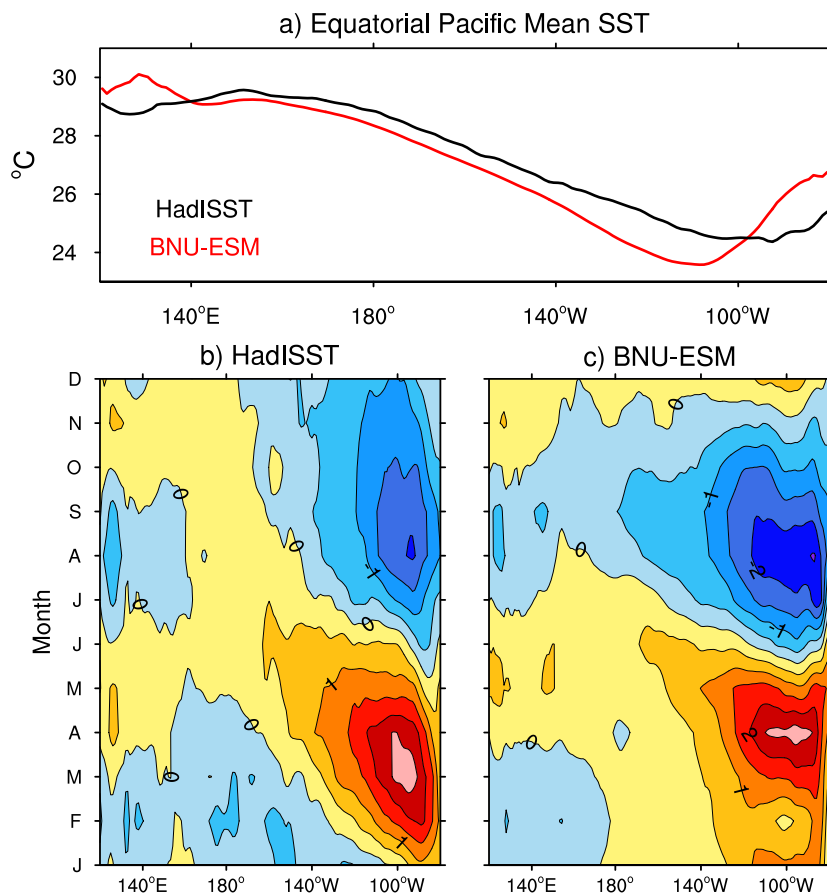 a) Equatorial Pacific Mean SST
30
28
26
24
°C
HadISST
BNU-ESM
140°E 180° 140°W 100°W
b) HadISST
c) BNU-ESM
Month
D
N
O
S
A
J
J
M
A
M
F
J
0
0
0
-1
0
1
0
0
1
140°E 180° 140°W 100°W
0
-1
0
-2
-1
2
0
1
140°E 180° 140°W 100°W